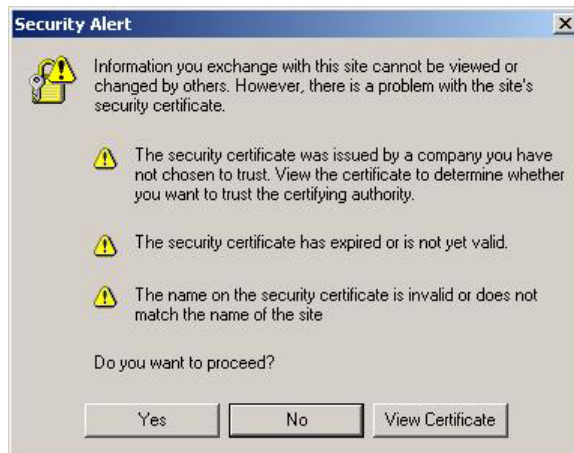 Security Alert
Information you exchange with this site cannot be viewed or
changed by others. However, there is a problem with the site's
security certificate.
The security certificate was issued by a company you have
not chosen to trust. View the certificate to determine whether
you want to trust the certifying authority.
The security certificate has expired or is not yet valid.
The name on the security certificate is invalid or does not
match the name of the site
Do you want to proceed?
Yes No View Certificate